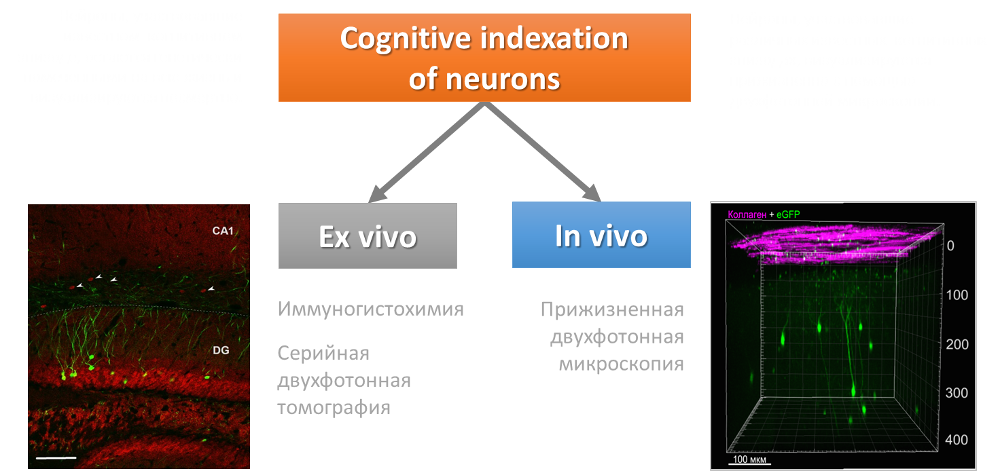 Cognitive indexation
of neurons
Ex vivo
In vivo
CA1
DG
Иммуногистохимия
Серийная
двухфотонная
томография
Прижизненная
двухфотонная
микроскопия
Коллаген + eGFP
0
100
200
300
400
100 мкм